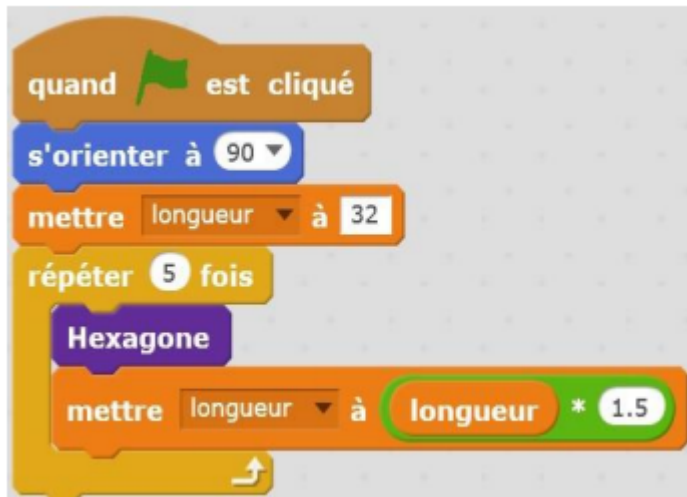 quand est cliqué
s'orienter à 90
mettre longueur à 32
répéter 5 fois
Hexagone
mettre longueur à longueur * 1.5